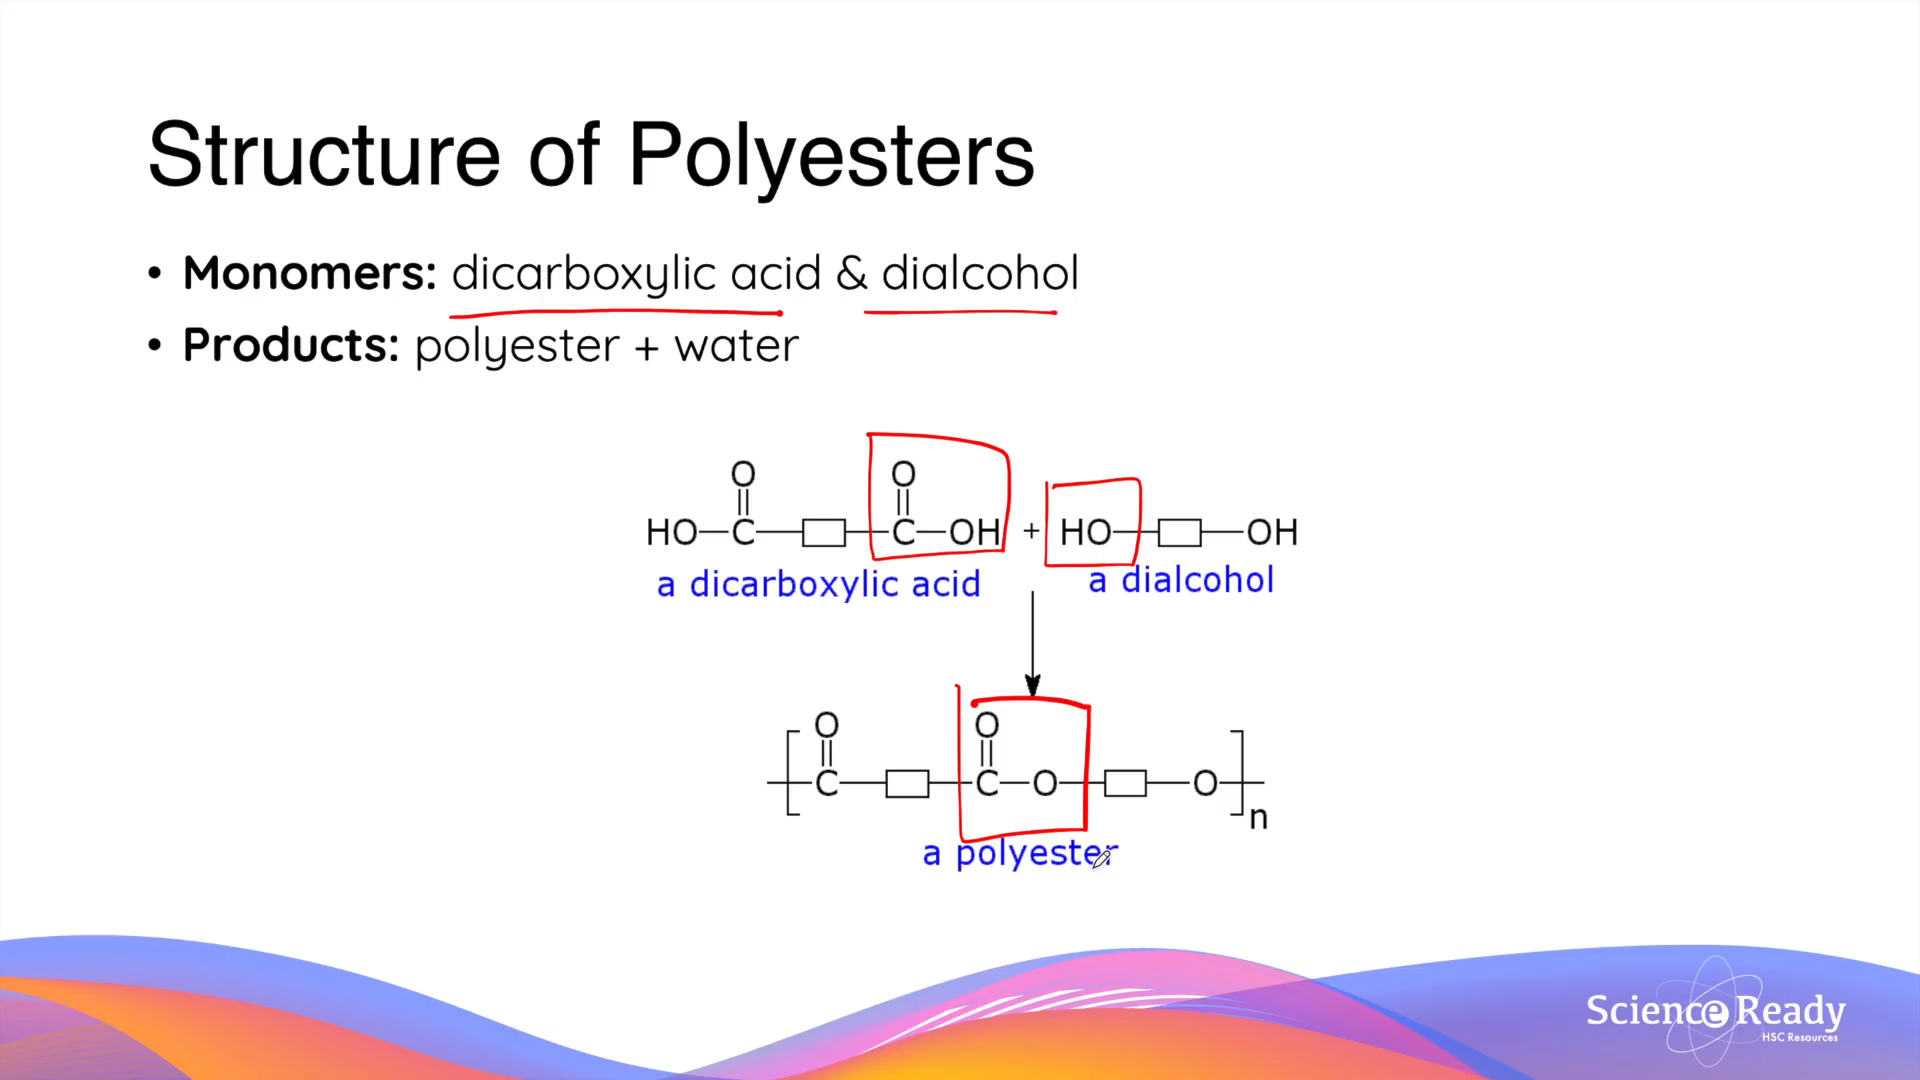 Structure of Polyesters
• Monomers: dicarboxylic acid & dialcohol
• Products: polyester + water
O O
HO C C OH + HO OH
a dicarboxylic acid a dialcohol
O O
C C O O n
a polyester
Science Ready
HSC Resources